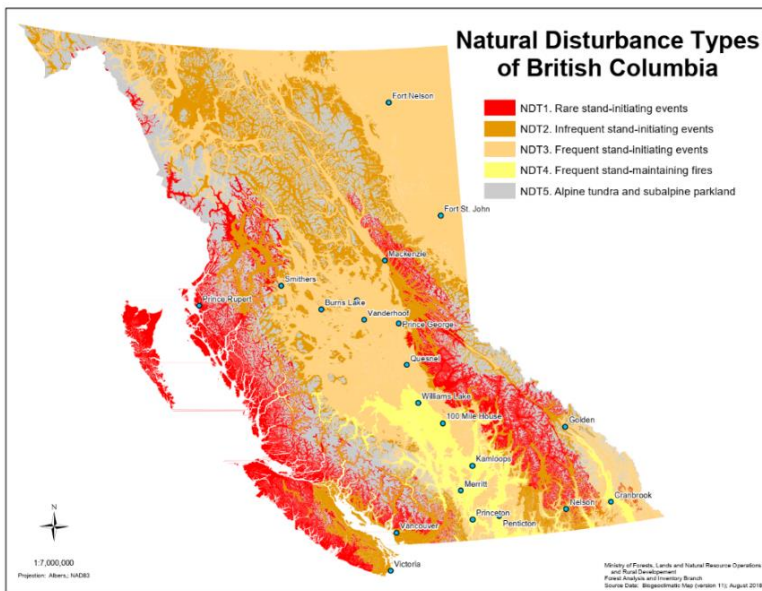 Natural Disturbance Types
of British Columbia
NDT1. Rare stand-initiating events
NDT2. Infrequent stand-initiating events
NDT3. Frequent stand-initiating events
NDT4. Frequent stand-maintaining fires
NDT5. Alpine tundra and subalpine parkland
Fort Nelson
Fort St. John
Mackenzie
Smithers
Prince Rupert
Burns Lake
Vanderhoof
Prince George
Quesnel
Williams Lake
100 Mile House
Golden
Kamloops
Merritt
Nelson
Cranbrook
Princeton
Penticton
Vancouver
Victoria
N
1:7,000,000
Projection: Albers; NAD83
Ministry of Forests, Lands and Natural Resource Operations
and Rural Developement
Forest Analysis and Inventory Branch
Source Data: Biogeoclimatic Map (version 11); August 2018